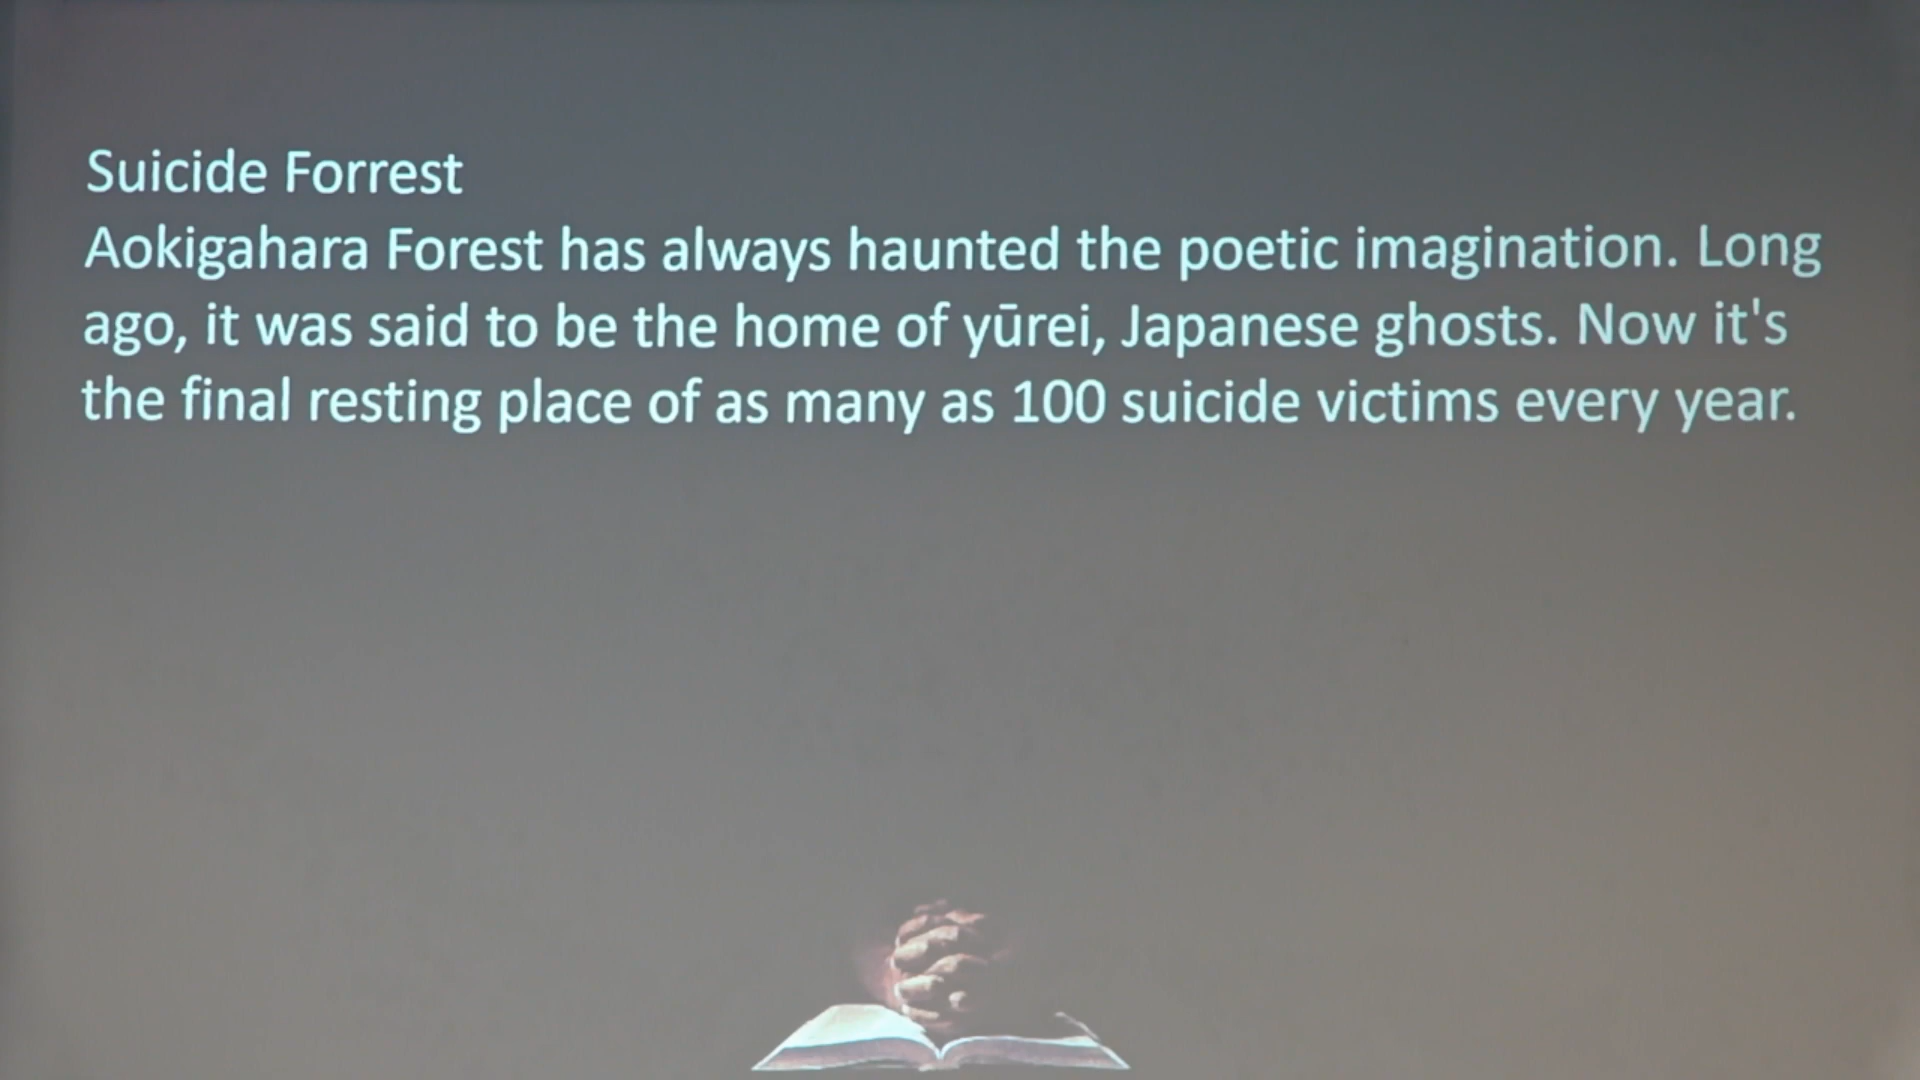 Suicide Forrest
Aokigahara Forest has always haunted the poetic imagination. Long
ago, it was said to be the home of yūrei, Japanese ghosts. Now it's
the final resting place of as many as 100 suicide victims every year.